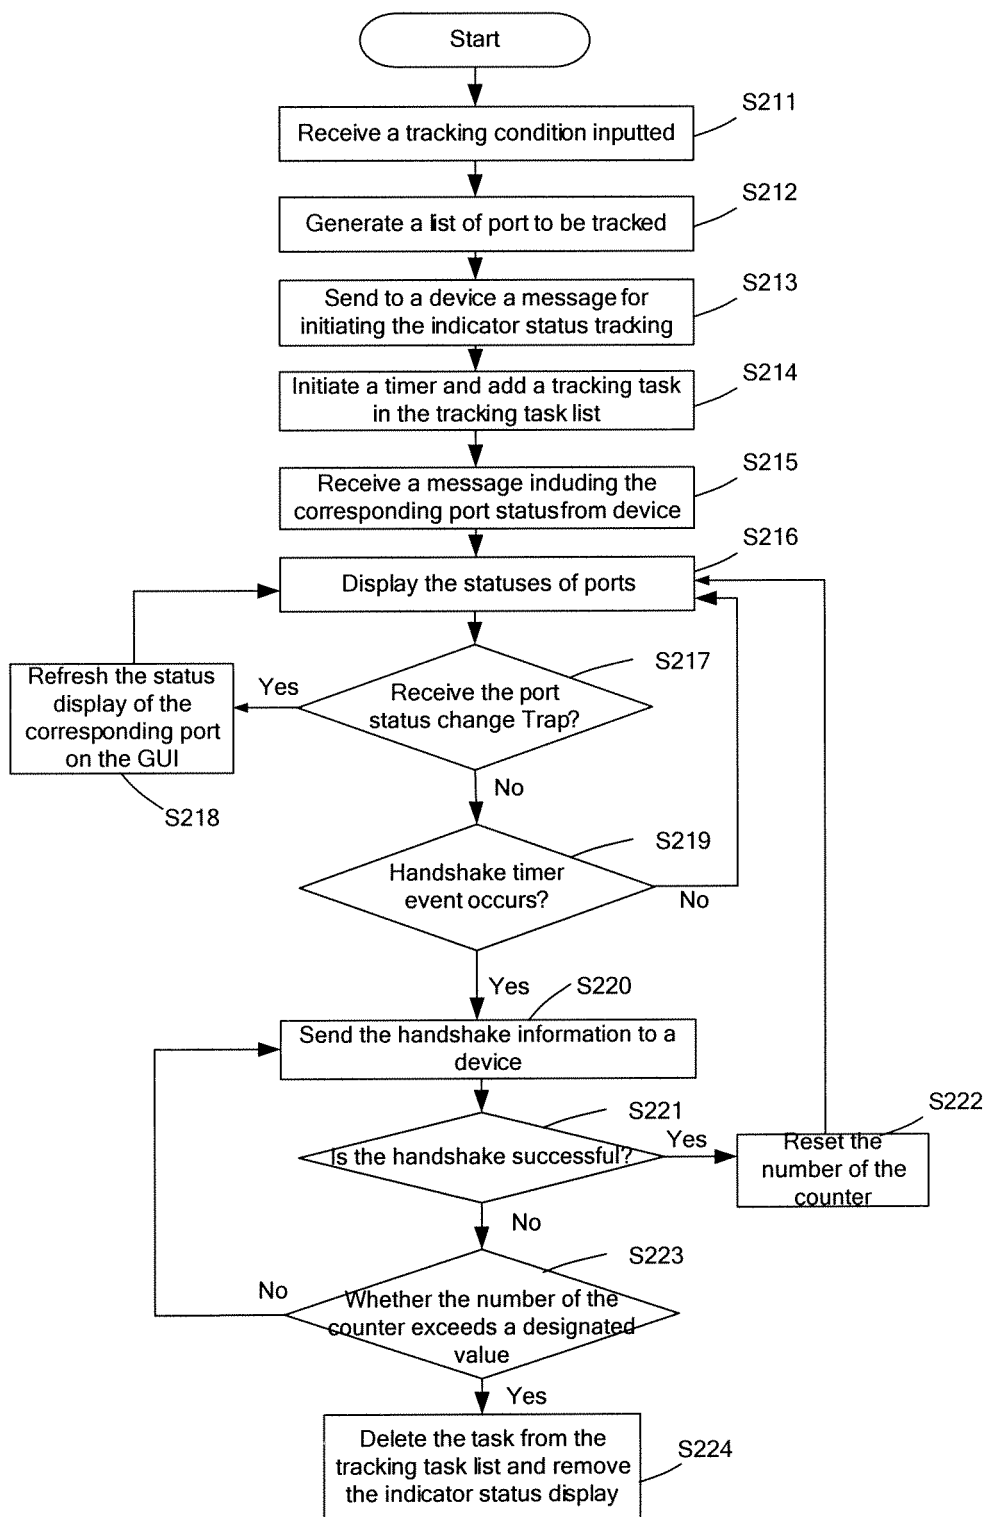 Start
S211
Receive a tracking condition inputted
S212
Generate a list of port to be tracked
S213
Send to a device a message for
initiating the indicator status tracking
S214
Initiate a timer and add a tracking task
in the tracking task list
S215
Receive a message including the
corresponding port status from device
S216
Display the statuses of ports
S217
Receive the port
status change Trap?
Yes
Refresh the status
display of the
corresponding port
on the GUI
S218
No
S219
Handshake timer
event occurs?
No
Yes
S220
Send the handshake information to a
device
S221
Is the handshake successful?
Yes
S222
Reset the
number of the
counter
No
S223
Whether the number of the
counter exceeds a designated
value
No
Yes
Delete the task from the
tracking task list and remove
the indicator status display
S224